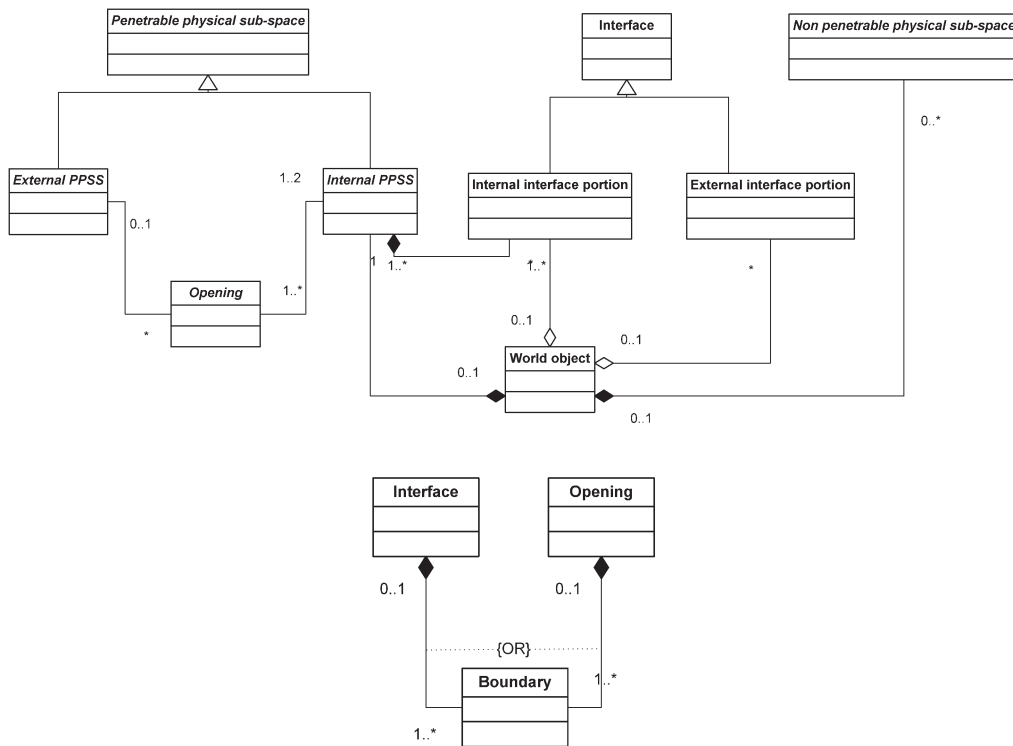 Penetrable physical sub-space
Interface
Non penetrable physical sub-space
0..*
External PPSS
1..2
Internal PPSS
Internal interface portion
External interface portion
0..1
1
1..*
*
1..*
*
Opening
1..*
*
0..1
0..1
World object
0..1
0..1
Interface
Opening
0..1
0..1
{OR}
Boundary
1..*
1..*